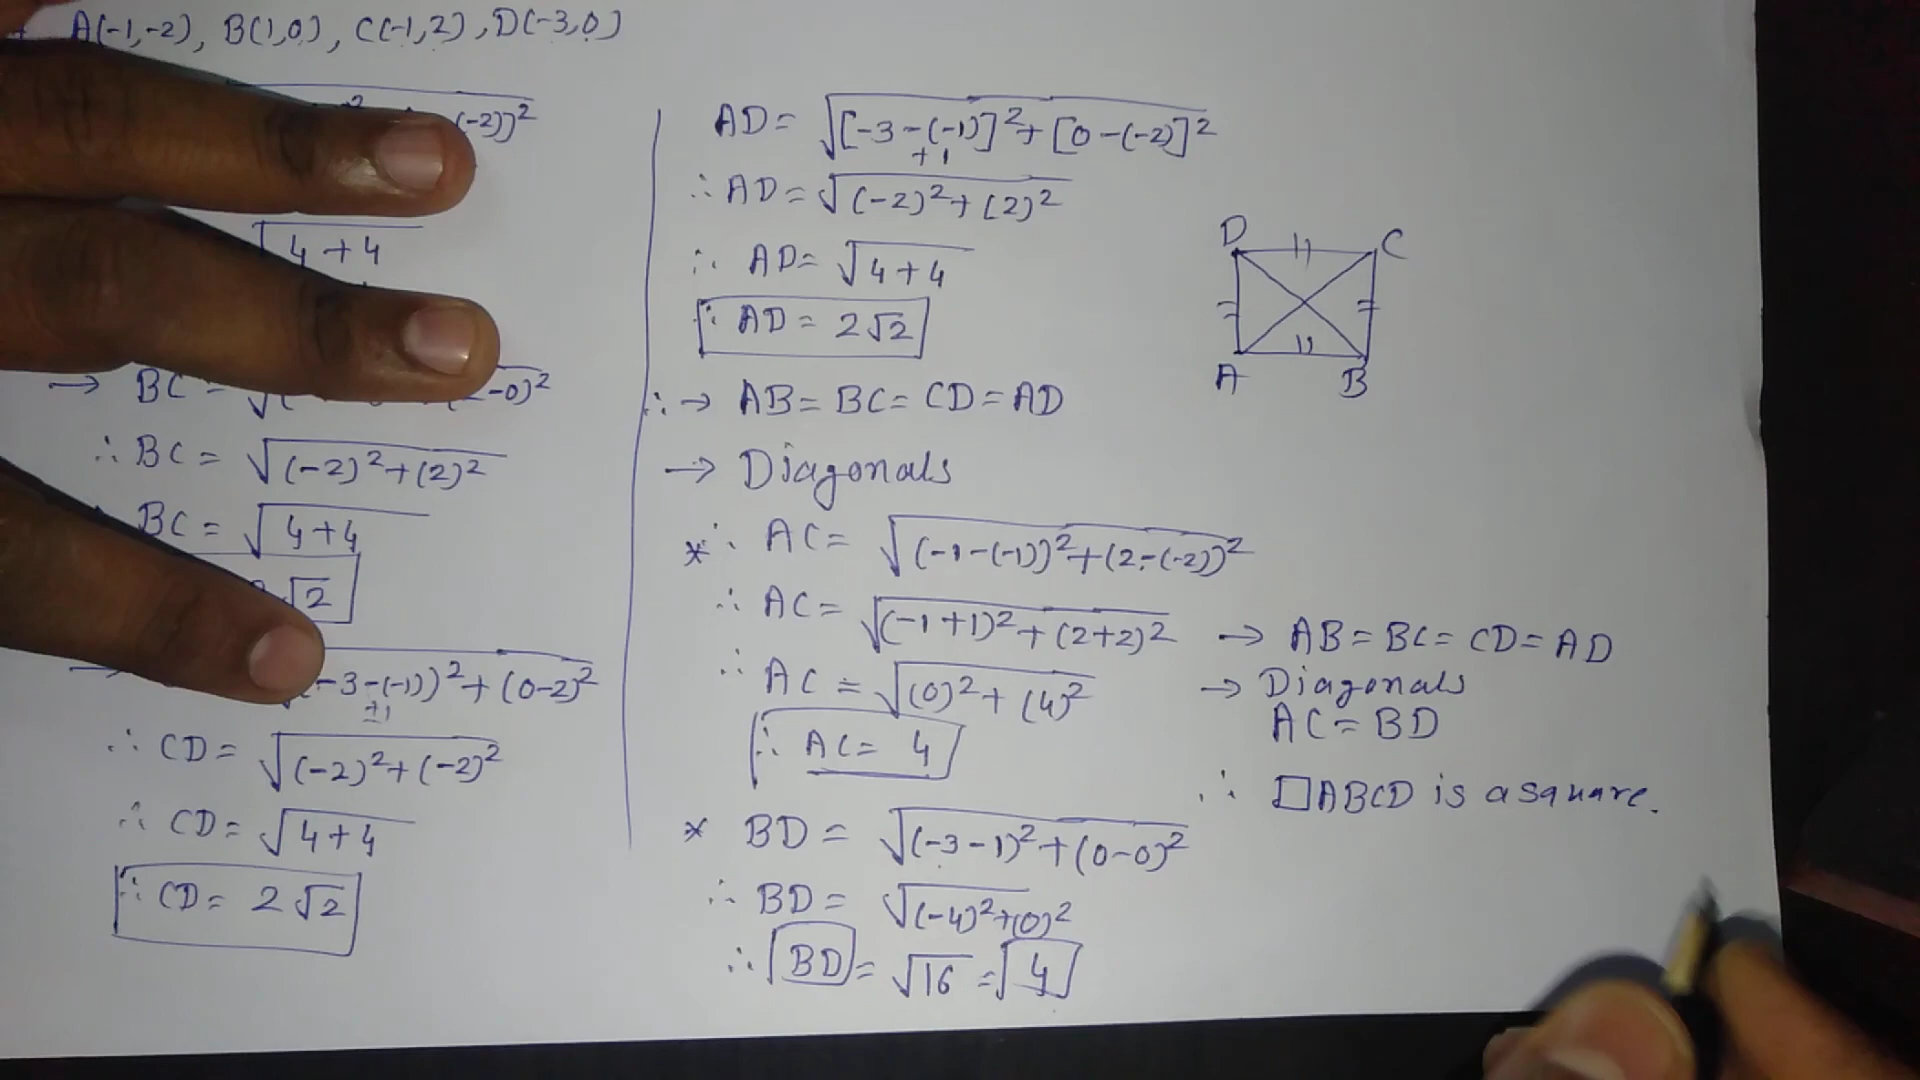 A(-1,-2), B(1,0), C(-1,2), D(-3,0)
(-2))²
√4+4
→ BC = √( -0)²
∴ BC = √(-2)²+(2)²
BC = √4+4
√2
-3-(-1))²+(0-2)²
+1
∴ CD = √(-2)²+(-2)²
∴ CD = √4+4
∴ CD = 2√2
AD = √[-3-(-1)]²+[0-(-2)]²
+1
∴ AD = √(-2)²+(2)²
∴ AD = √4+4
∴ AD = 2√2
∴ → AB = BC = CD = AD
→ Diagonals
* ∴ AC = √(-1-(-1))²+(2-(-2))²
∴ AC = √(-1+1)²+(2+2)²
∴ AC = √(0)²+(4)²
∴ AC = 4
* BD = √(-3-1)²+(0-0)²
∴ BD = √(-4)²+(0)²
∴ BD = √16 = 4
D C
A B
→ AB = BC = CD = AD
→ Diagonals
AC = BD
∴ □ABCD is a square.